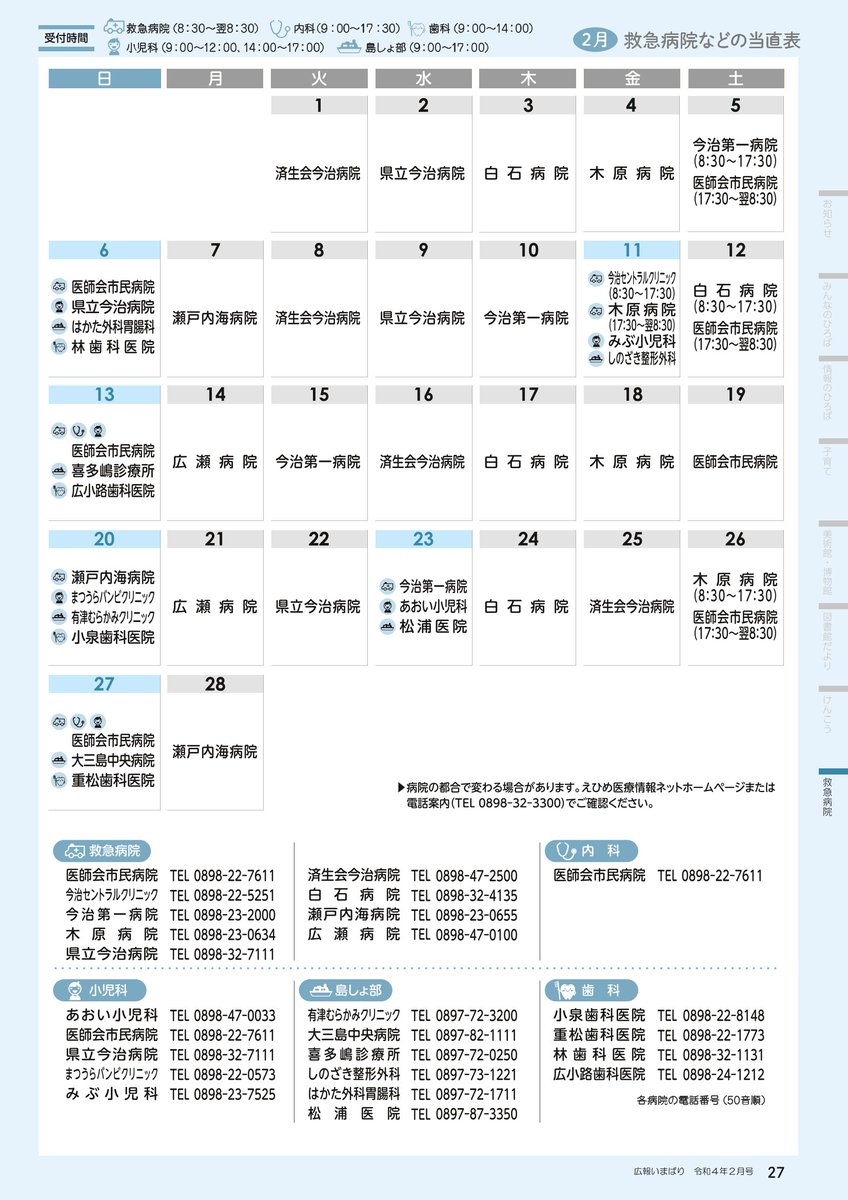 受付時間
救急病院（8：30〜翌8：30）　内科（9：00〜17：30）　歯科（9：00〜14：00）
小児科（9：00〜12：00、14：00〜17：00）　島しょ部（9：00〜17：00）
2月　救急病院などの当直表
日　月　火　水　木　金　土
1　2　3　4　5
済生会今治病院
県立今治病院
白石病院
木原病院
今治第一病院
(8:30〜17:30)
医師会市民病院
(17:30〜翌8:30)
6　7　8　9　10　11　12
医師会市民病院
県立今治病院
はかた外科胃腸科
林歯科医院
瀬戸内海病院
済生会今治病院
県立今治病院
今治第一病院
今治セントラルクリニック
(8:30〜17:30)
木原病院
(17:30〜翌8:30)
みぶ小児科
しのざき整形外科
白石病院
(8:30〜17:30)
医師会市民病院
(17:30〜翌8:30)
13　14　15　16　17　18　19
医師会市民病院
喜多嶋診療所
広小路歯科医院
広瀬病院
今治第一病院
済生会今治病院
白石病院
木原病院
医師会市民病院
20　21　22　23　24　25　26
瀬戸内海病院
まつうらバンビクリニック
有津むらかみクリニック
小泉歯科医院
広瀬病院
県立今治病院
今治第一病院
あおい小児科
松浦医院
白石病院
済生会今治病院
木原病院
(8:30〜17:30)
医師会市民病院
(17:30〜翌8:30)
27　28
医師会市民病院
大三島中央病院
重松歯科医院
瀬戸内海病院
▶病院の都合で変わる場合があります。えひめ医療情報ネットホームページまたは
電話案内（TEL 0898-32-3300）でご確認ください。
救急病院
医師会市民病院　TEL 0898-22-7611
今治セントラルクリニック　TEL 0898-22-5251
今治第一病院　TEL 0898-23-2000
木原病院　TEL 0898-23-0634
県立今治病院　TEL 0898-32-7111
済生会今治病院　TEL 0898-47-2500
白石病院　TEL 0898-32-4135
瀬戸内海病院　TEL 0898-23-0655
広瀬病院　TEL 0898-47-0100
内科
医師会市民病院　TEL 0898-22-7611
小児科
あおい小児科　TEL 0898-47-0033
医師会市民病院　TEL 0898-22-7611
県立今治病院　TEL 0898-32-7111
まつうらバンビクリニック　TEL 0898-22-0573
みぶ小児科　TEL 0898-23-7525
島しょ部
有津むらかみクリニック　TEL 0897-72-3200
大三島中央病院　TEL 0897-82-1111
喜多嶋診療所　TEL 0897-72-0250
しのざき整形外科　TEL 0897-73-1221
はかた外科胃腸科　TEL 0897-72-1711
松浦医院　TEL 0897-87-3350
歯科
小泉歯科医院　TEL 0898-22-8148
重松歯科医院　TEL 0898-22-1773
林歯科医院　TEL 0898-32-1131
広小路歯科医院　TEL 0898-24-1212
各病院の電話番号（50音順）
お知らせ
みんなのひろば
情報のひろば
子育て
美術館・博物館
図書館だより
けんこう
救急病院
広報いまばり　令和4年2月号　27